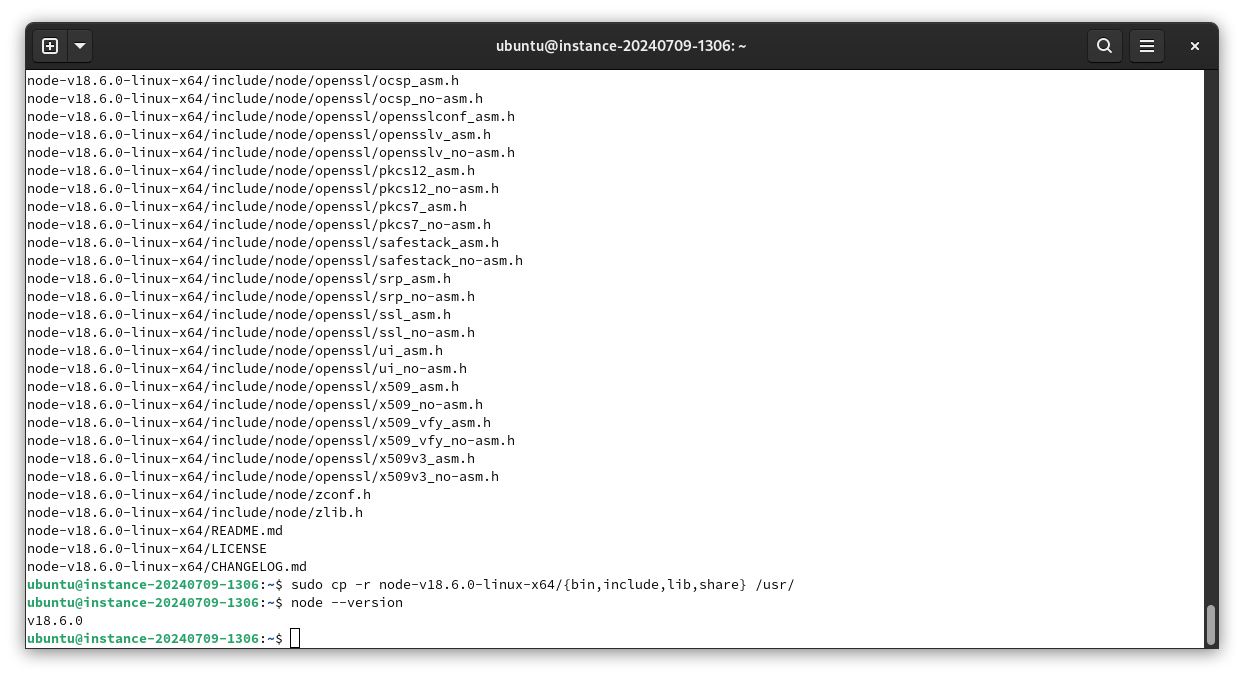 ubuntu@instance-20240709-1306: ~
node-v18.6.0-linux-x64/include/node/openssl/ocsp_asm.h
node-v18.6.0-linux-x64/include/node/openssl/ocsp_no-asm.h
node-v18.6.0-linux-x64/include/node/openssl/opensslconf_asm.h
node-v18.6.0-linux-x64/include/node/openssl/opensslv_asm.h
node-v18.6.0-linux-x64/include/node/openssl/opensslv_no-asm.h
node-v18.6.0-linux-x64/include/node/openssl/pkcs12_asm.h
node-v18.6.0-linux-x64/include/node/openssl/pkcs12_no-asm.h
node-v18.6.0-linux-x64/include/node/openssl/pkcs7_asm.h
node-v18.6.0-linux-x64/include/node/openssl/pkcs7_no-asm.h
node-v18.6.0-linux-x64/include/node/openssl/safestack_asm.h
node-v18.6.0-linux-x64/include/node/openssl/safestack_no-asm.h
node-v18.6.0-linux-x64/include/node/openssl/srp_asm.h
node-v18.6.0-linux-x64/include/node/openssl/srp_no-asm.h
node-v18.6.0-linux-x64/include/node/openssl/ssl_asm.h
node-v18.6.0-linux-x64/include/node/openssl/ssl_no-asm.h
node-v18.6.0-linux-x64/include/node/openssl/ui_asm.h
node-v18.6.0-linux-x64/include/node/openssl/ui_no-asm.h
node-v18.6.0-linux-x64/include/node/openssl/x509_asm.h
node-v18.6.0-linux-x64/include/node/openssl/x509_no-asm.h
node-v18.6.0-linux-x64/include/node/openssl/x509_vfy_asm.h
node-v18.6.0-linux-x64/include/node/openssl/x509_vfy_no-asm.h
node-v18.6.0-linux-x64/include/node/openssl/x509v3_asm.h
node-v18.6.0-linux-x64/include/node/openssl/x509v3_no-asm.h
node-v18.6.0-linux-x64/include/node/zconf.h
node-v18.6.0-linux-x64/include/node/zlib.h
node-v18.6.0-linux-x64/README.md
node-v18.6.0-linux-x64/LICENSE
node-v18.6.0-linux-x64/CHANGELOG.md
ubuntu@instance-20240709-1306:~$ sudo cp -r node-v18.6.0-linux-x64/{bin,include,lib,share} /usr/
ubuntu@instance-20240709-1306:~$ node --version
v18.6.0
ubuntu@instance-20240709-1306:~$